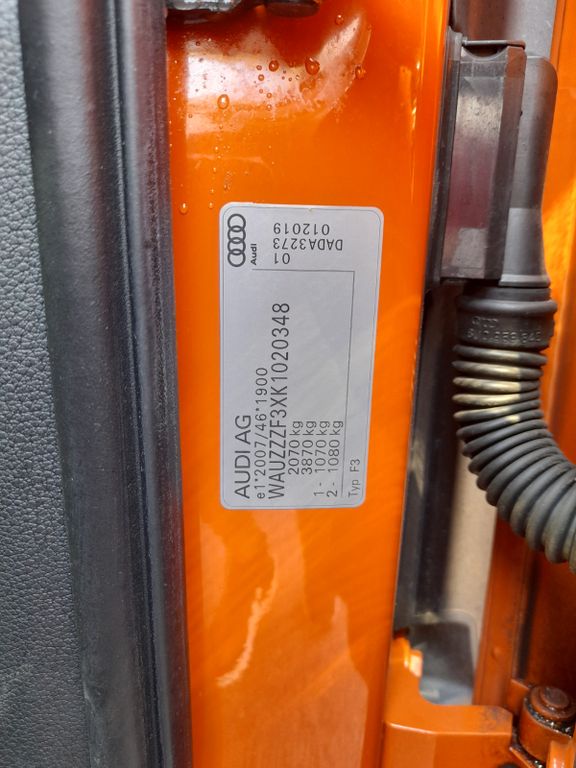 AUDI AG
e1*2007/46*1900
WAUZZZF3XK1020348
2070 kg
3870 kg
1- 1070 kg
2- 1080 kg
Typ F3
Audi
01
DADA3273
012019